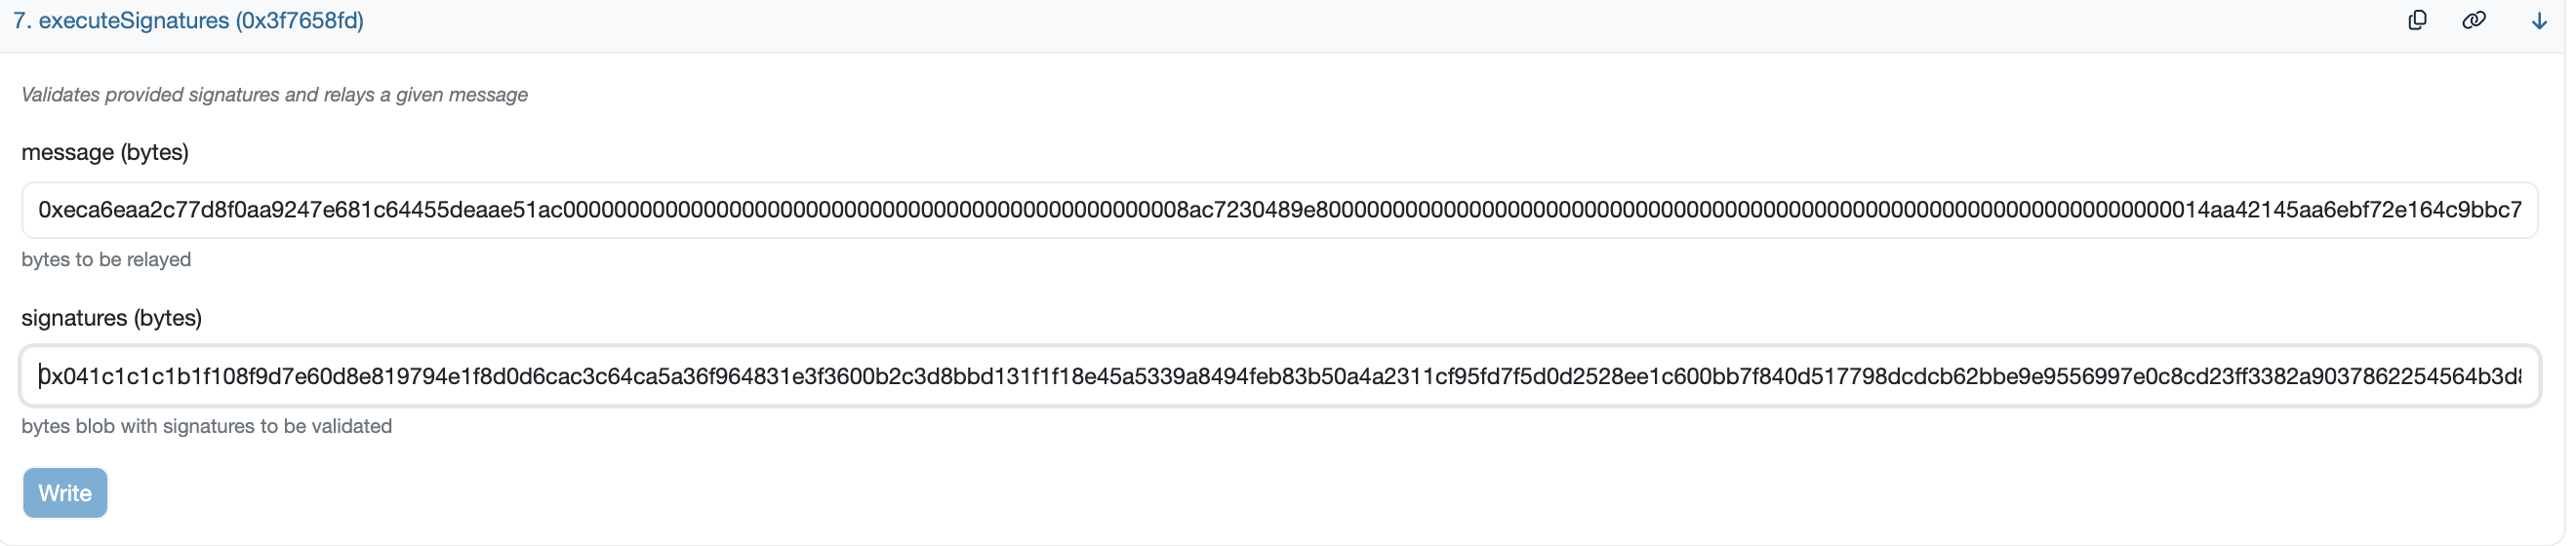 7. executeSignatures (0x3f7658fd)
Validates provided signatures and relays a given message
message (bytes)
0xeca6eaa2c77d8f0aa9247e681c64455deaae51ac0000000000000000000000000000000000000000000000008ac7230489e80000000000000000000000000000000000000000000000000000000000000000000014aa42145aa6ebf72e164c9bbc7
bytes to be relayed
signatures (bytes)
0x041c1c1c1b1f108f9d7e60d8e819794e1f8d0d6cac3c64ca5a36f964831e3f3600b2c3d8bbd131f1f18e45a5339a8494feb83b50a4a2311cf95fd7f5d0d2528ee1c600bb7f840d517798dcdcb62bbe9e9556997e0c8cd23ff3382a9037862254564b3d
bytes blob with signatures to be validated
Write